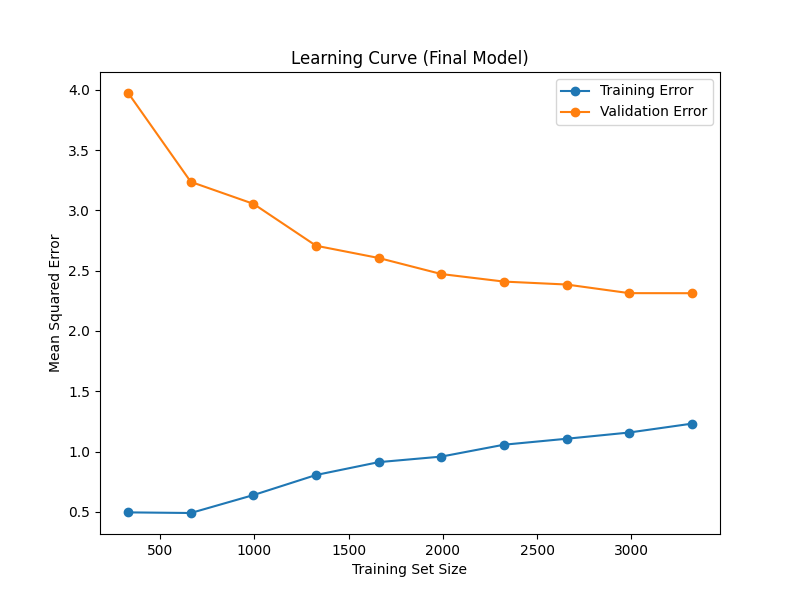 Learning Curve (Final Model)
Training Error
Validation Error
4.0
3.5
3.0
2.5
2.0
1.5
1.0
0.5
Mean Squared Error
500
1000
1500
2000
2500
3000
Training Set Size